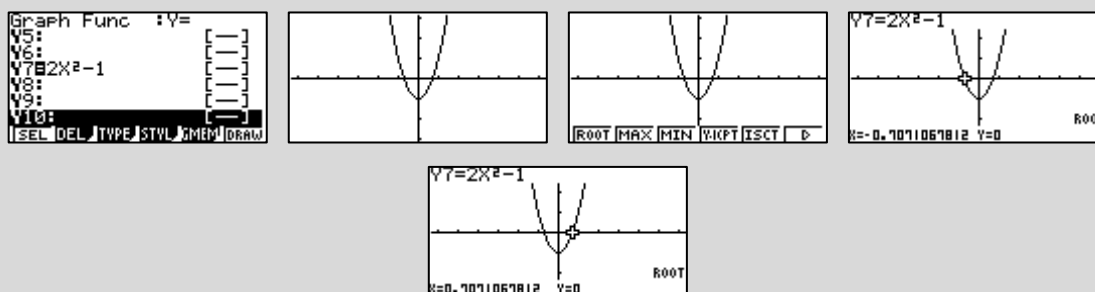 Graph Func :Y=
Y5: [—]
Y6: [—]
Y7=2X²-1 [—]
Y8: [—]
Y9: [—]
Y10: [—]
SEL DEL TYPE STYL GMEM DRAW
ROOT MAX MIN Y-ICPT ISCT ▷
Y7=2X²-1
ROO
X=-0.7071067812 Y=0
Y7=2X²-1
ROOT
X=0.7071067812 Y=0